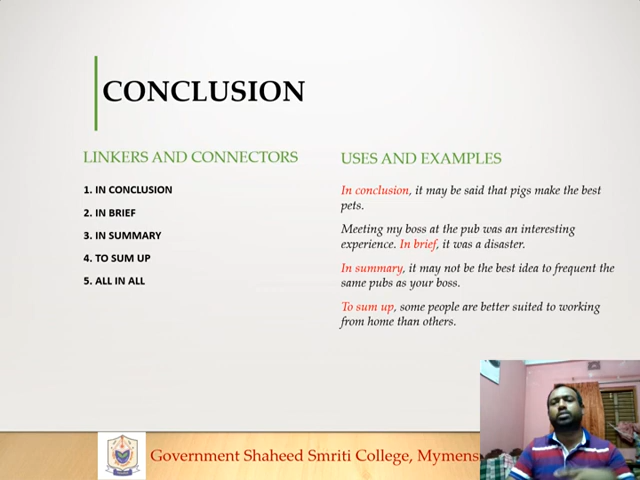 CONCLUSION
LINKERS AND CONNECTORS
1. IN CONCLUSION
2. IN BRIEF
3. IN SUMMARY
4. TO SUM UP
5. ALL IN ALL
USES AND EXAMPLES
In conclusion, it may be said that pigs make the best
pets.
Meeting my boss at the pub was an interesting
experience. In brief, it was a disaster.
In summary, it may not be the best idea to frequent the
same pubs as your boss.
To sum up, some people are better suited to working
from home than others.
Government Shaheed Smriti College, Mymens